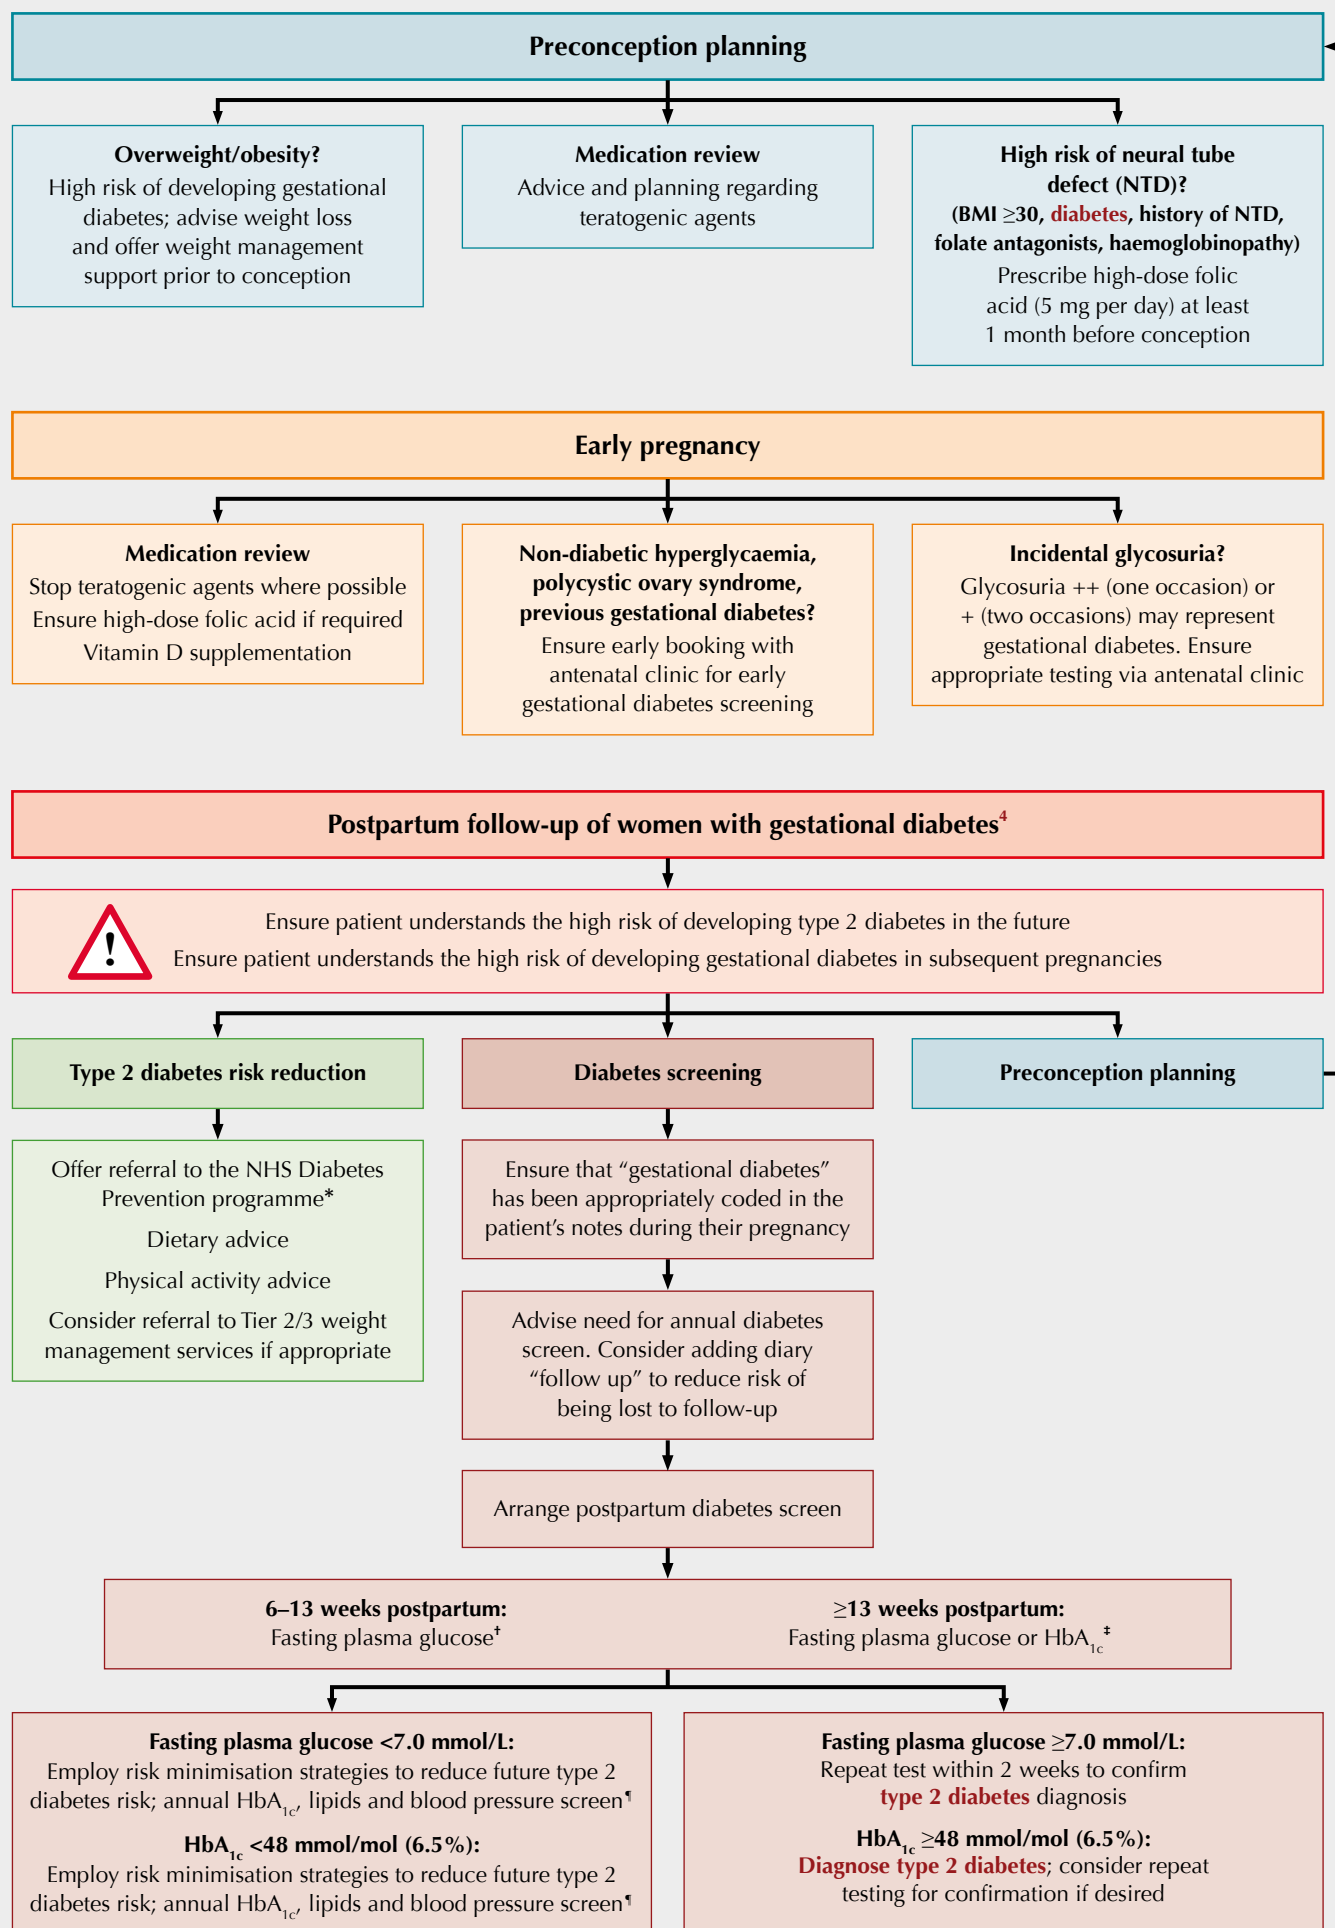 Preconception planning
Overweight/obesity?
High risk of developing gestational
diabetes; advise weight loss
and offer weight management
support prior to conception
Medication review
Advice and planning regarding
teratogenic agents
High risk of neural tube
defect (NTD)?
(BMI ≥30, diabetes, history of NTD,
folate antagonists, haemoglobinopathy)
Prescribe high-dose folic
acid (5 mg per day) at least
1 month before conception
Early pregnancy
Medication review
Stop teratogenic agents where possible
Ensure high-dose folic acid if required
Vitamin D supplementation
Non-diabetic hyperglycaemia,
polycystic ovary syndrome,
previous gestational diabetes?
Ensure early booking with
antenatal clinic for early
gestational diabetes screening
Incidental glycosuria?
Glycosuria ++ (one occasion) or
+ (two occasions) may represent
gestational diabetes. Ensure
appropriate testing via antenatal clinic
Postpartum follow-up of women with gestational diabetes⁴
!
Ensure patient understands the high risk of developing type 2 diabetes in the future
Ensure patient understands the high risk of developing gestational diabetes in subsequent pregnancies
Type 2 diabetes risk reduction
Offer referral to the NHS Diabetes
Prevention programme*
Dietary advice
Physical activity advice
Consider referral to Tier 2/3 weight
management services if appropriate
Diabetes screening
Ensure that “gestational diabetes”
has been appropriately coded in the
patient’s notes during their pregnancy
Advise need for annual diabetes
screen. Consider adding diary
“follow up” to reduce risk of
being lost to follow-up
Arrange postpartum diabetes screen
Preconception planning
6–13 weeks postpartum:
Fasting plasma glucose†
≥13 weeks postpartum:
Fasting plasma glucose or HbA1c‡
Fasting plasma glucose <7.0 mmol/L:
Employ risk minimisation strategies to reduce future type 2
diabetes risk; annual HbA1c, lipids and blood pressure screen¶
HbA1c <48 mmol/mol (6.5%):
Employ risk minimisation strategies to reduce future type 2
diabetes risk; annual HbA1c, lipids and blood pressure screen¶
Fasting plasma glucose ≥7.0 mmol/L:
Repeat test within 2 weeks to confirm
type 2 diabetes diagnosis
HbA1c ≥48 mmol/mol (6.5%):
Diagnose type 2 diabetes; consider repeat
testing for confirmation if desired